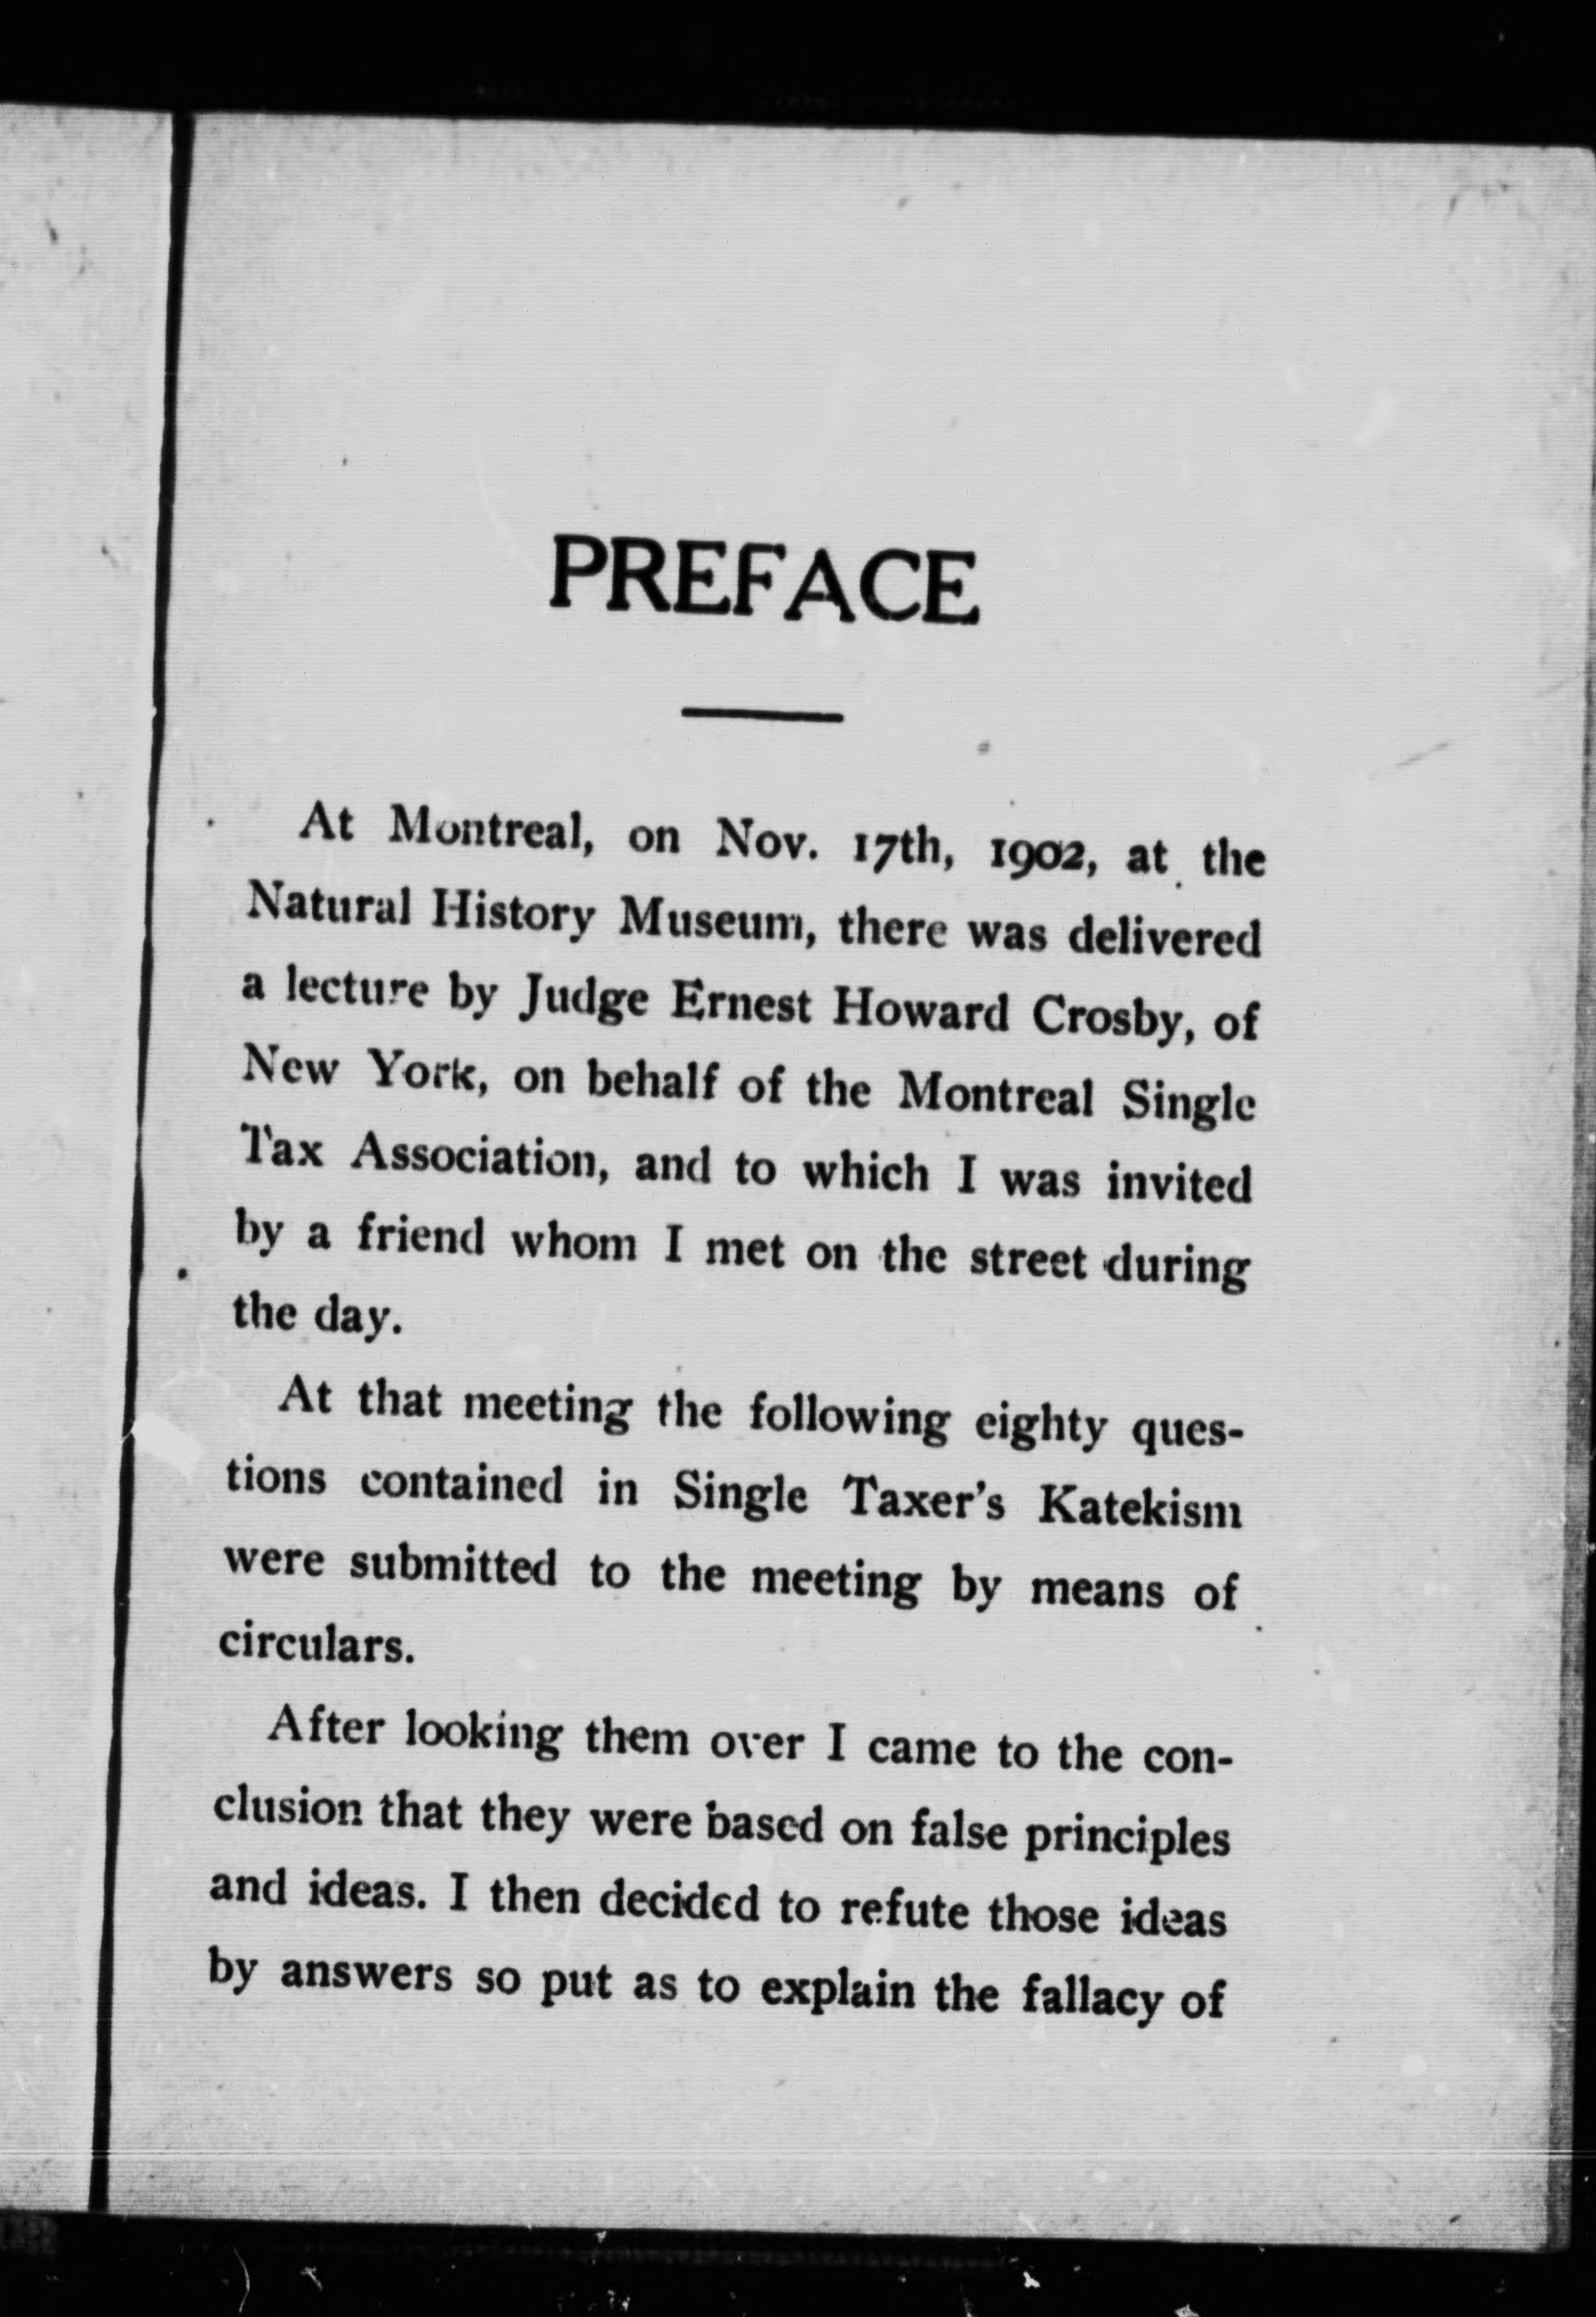 PREFACE
At Montreal, on Nov. 17th, 1902, at the
Natural History Museum, there was delivered
a lecture by Judge Ernest Howard Crosby, of
New York, on behalf of the Montreal Single
Tax Association, and to which I was invited
by a friend whom I met on the street during
the day.
At that meeting the following eighty ques-
tions contained in Single Taxer's Katekism
were submitted to the meeting by means of
circulars.
After looking them over I came to the con-
clusion that they were based on false principles
and ideas. I then decided to refute those ideas
by answers so put as to explain the fallacy of